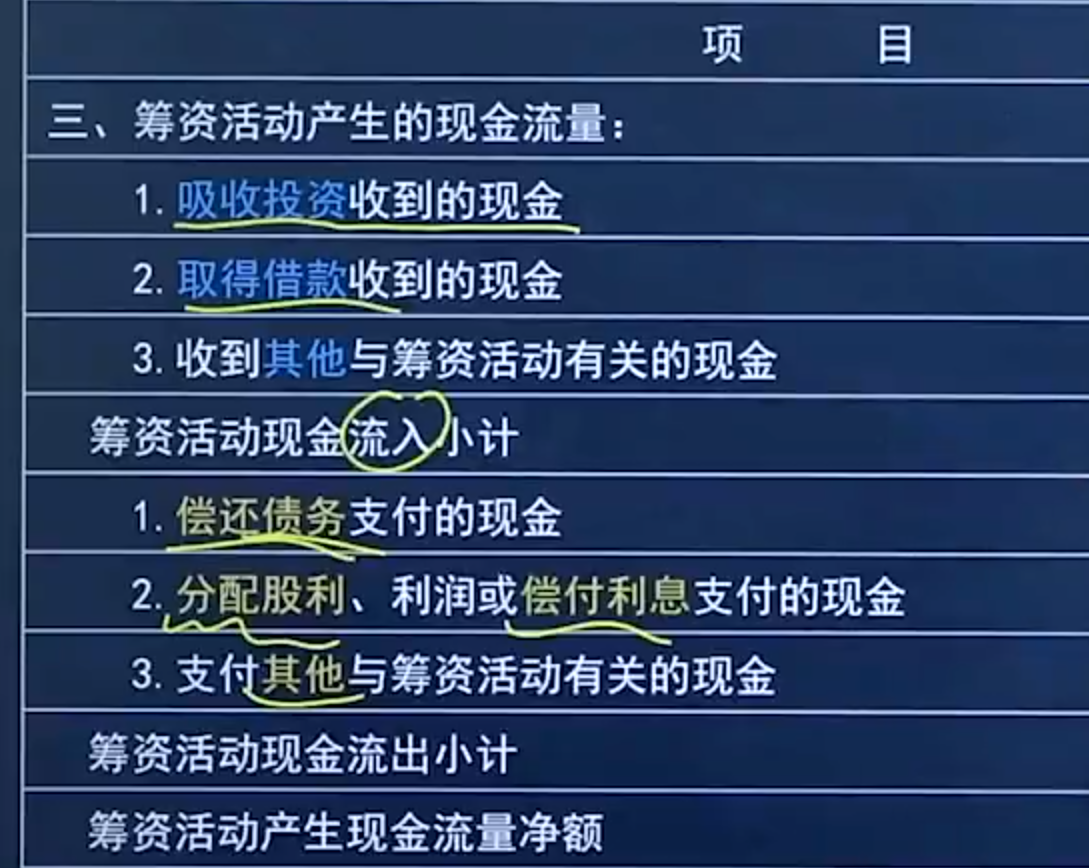 项 目
三、筹资活动产生的现金流量：
1. 吸收投资收到的现金
2. 取得借款收到的现金
3. 收到其他与筹资活动有关的现金
筹资活动现金流入小计
1. 偿还债务支付的现金
2. 分配股利、利润或偿付利息支付的现金
3. 支付其他与筹资活动有关的现金
筹资活动现金流出小计
筹资活动产生现金流量净额